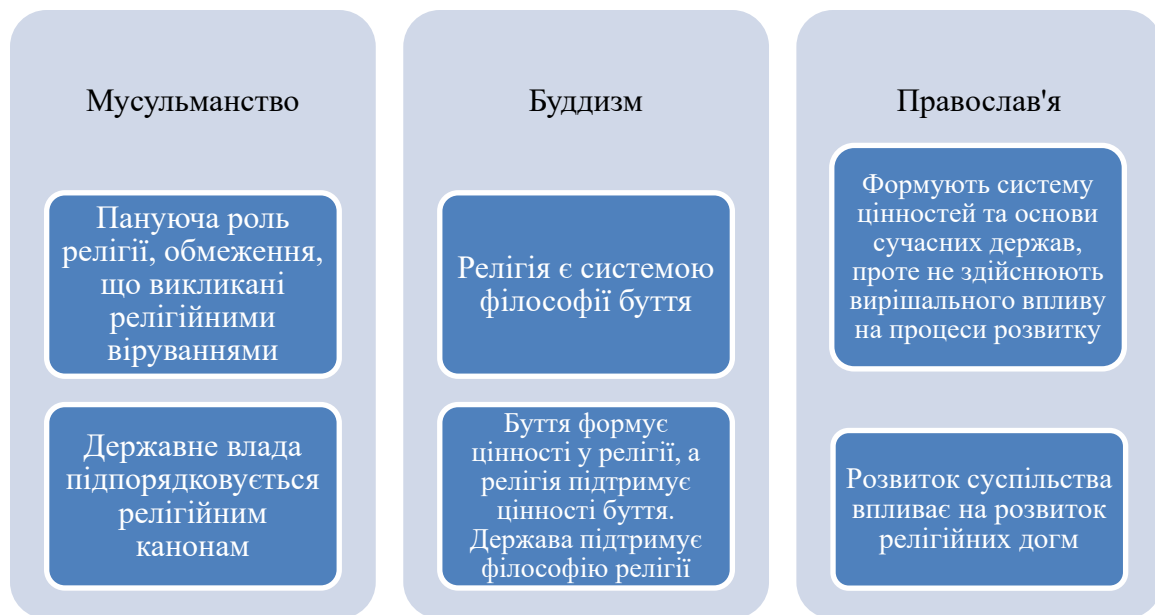 Мусульманство
Пануюча роль
релігії, обмеження,
що викликані
релігійними
віруваннями
Державне влада
підпорядковується
релігійним
канонам
Буддизм
Релігія є системою
філософії буття
Буття формує
цінності у релігії, а
релігія підтримує
цінності буття.
Держава підтримує
філософію релігії
Православ'я
Формують систему
цінностей та основи
сучасних держав,
проте не здійснюють
вирішального впливу
на процеси розвитку
Розвиток суспільства
впливає на розвиток
релігійних догм